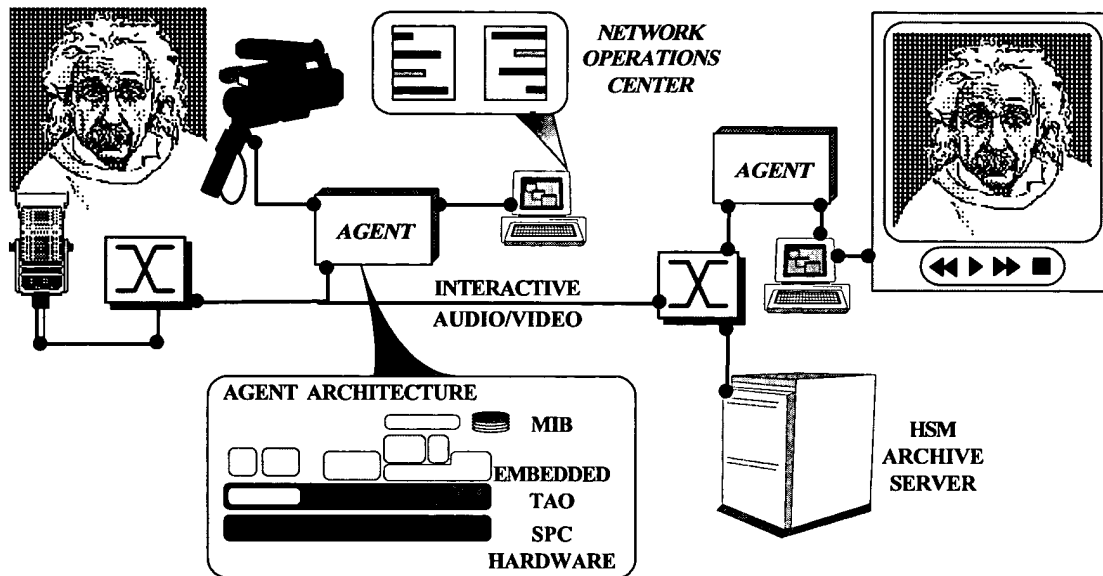 NETWORK
OPERATIONS
CENTER
AGENT
AGENT
INTERACTIVE
AUDIO/VIDEO
AGENT ARCHITECTURE
MIB
EMBEDDED
TAO
SPC
HARDWARE
HSM
ARCHIVE
SERVER